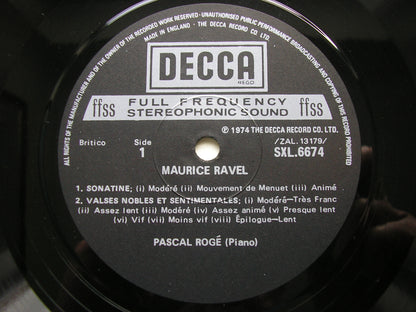 ALL RIGHTS OF THE MANUFACTURER AND OF THE OWNER OF THE RECORDED WORK RESERVED · UNAUTHORISED PUBLIC PERFORMANCE BROADCASTING AND COPYING OF THIS RECORD PROHIBITED
MADE IN ENGLAND · THE DECCA RECORD CO LTD.
DECCA
ffss FULL FREQUENCY ffss
STEREOPHONIC SOUND
℗ 1974 THE DECCA RECORD CO. LTD.
Britico Side /ZAL.13179/
1 SXL.6674
MAURICE RAVEL
1. SONATINE; (i) Modéré (ii) Mouvement de Menuet (iii) Animé
2. VALSES NOBLES ET SENTIMENTALES; (i) Modéré—Très Franc
(ii) Assez lent (iii) Modéré (iv) Assez animé (v) Presque lent
(vi) Vif (vii) Moins vif (viii) Épilogue—Lent
PASCAL ROGÉ (Piano)